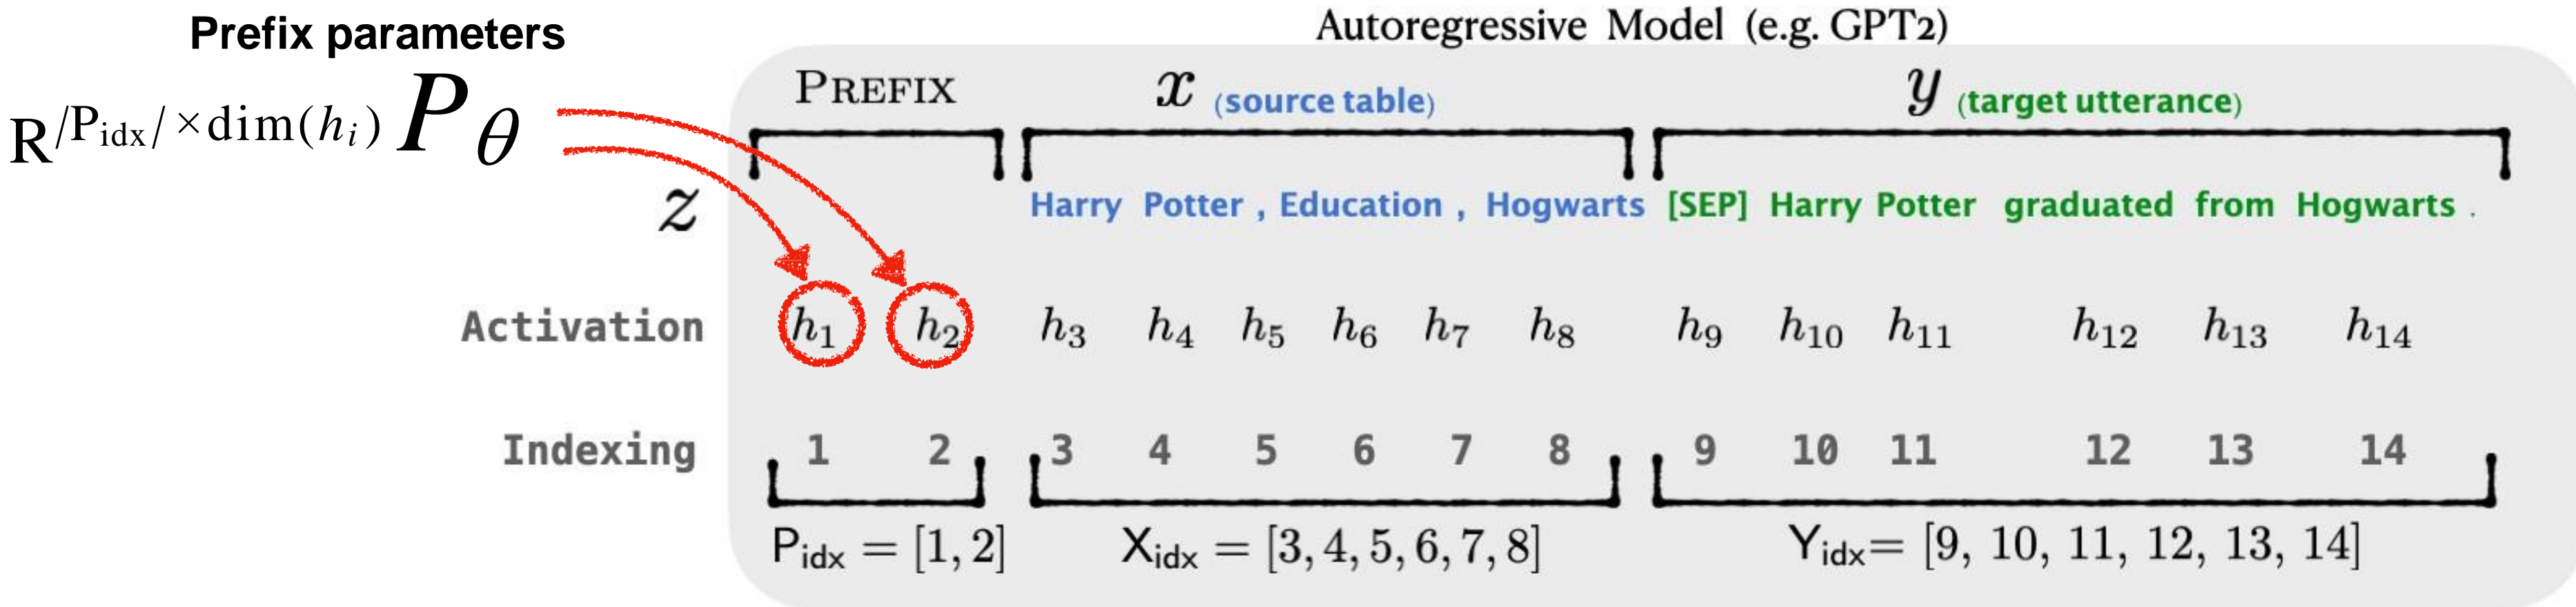 Prefix parameters
Autoregressive Model (e.g. GPT2)
R/Pidx/×dim(hi) Pθ
PREFIX x (source table) y (target utterance)
z Harry Potter , Education , Hogwarts [SEP] Harry Potter graduated from Hogwarts .
Activation h1 h2 h3 h4 h5 h6 h7 h8 h9 h10 h11 h12 h13 h14
Indexing 1 2 3 4 5 6 7 8 9 10 11 12 13 14
Pidx = [1, 2] Xidx = [3, 4, 5, 6, 7, 8] Yidx= [9, 10, 11, 12, 13, 14]